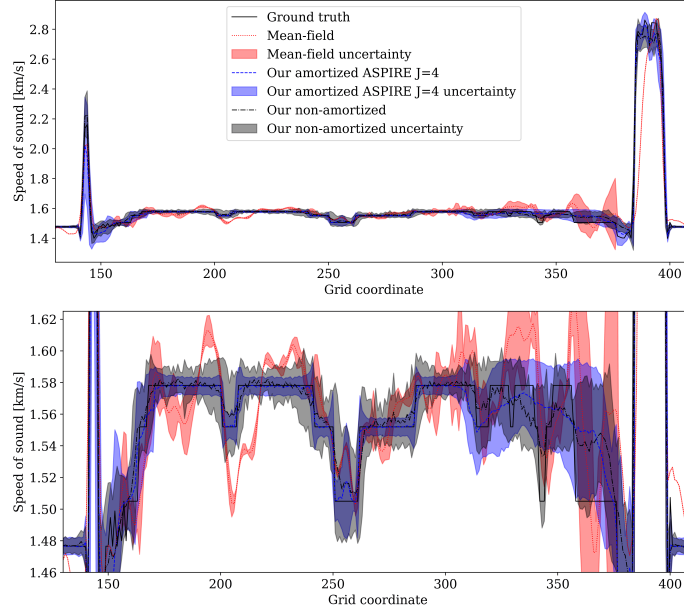 2.8
2.6
2.4
2.2
2.0
1.8
1.6
1.4
Speed of sound [km/s]
Ground truth
Mean-field
Mean-field uncertainty
Our amortized ASPIRE J=4
Our amortized ASPIRE J=4 uncertainty
Our non-amortized
Our non-amortized uncertainty
150 200 250 300 350 400
Grid coordinate
1.62
1.60
1.58
1.56
1.54
1.52
1.50
1.48
1.46
Speed of sound [km/s]
150 200 250 300 350 400
Grid coordinate